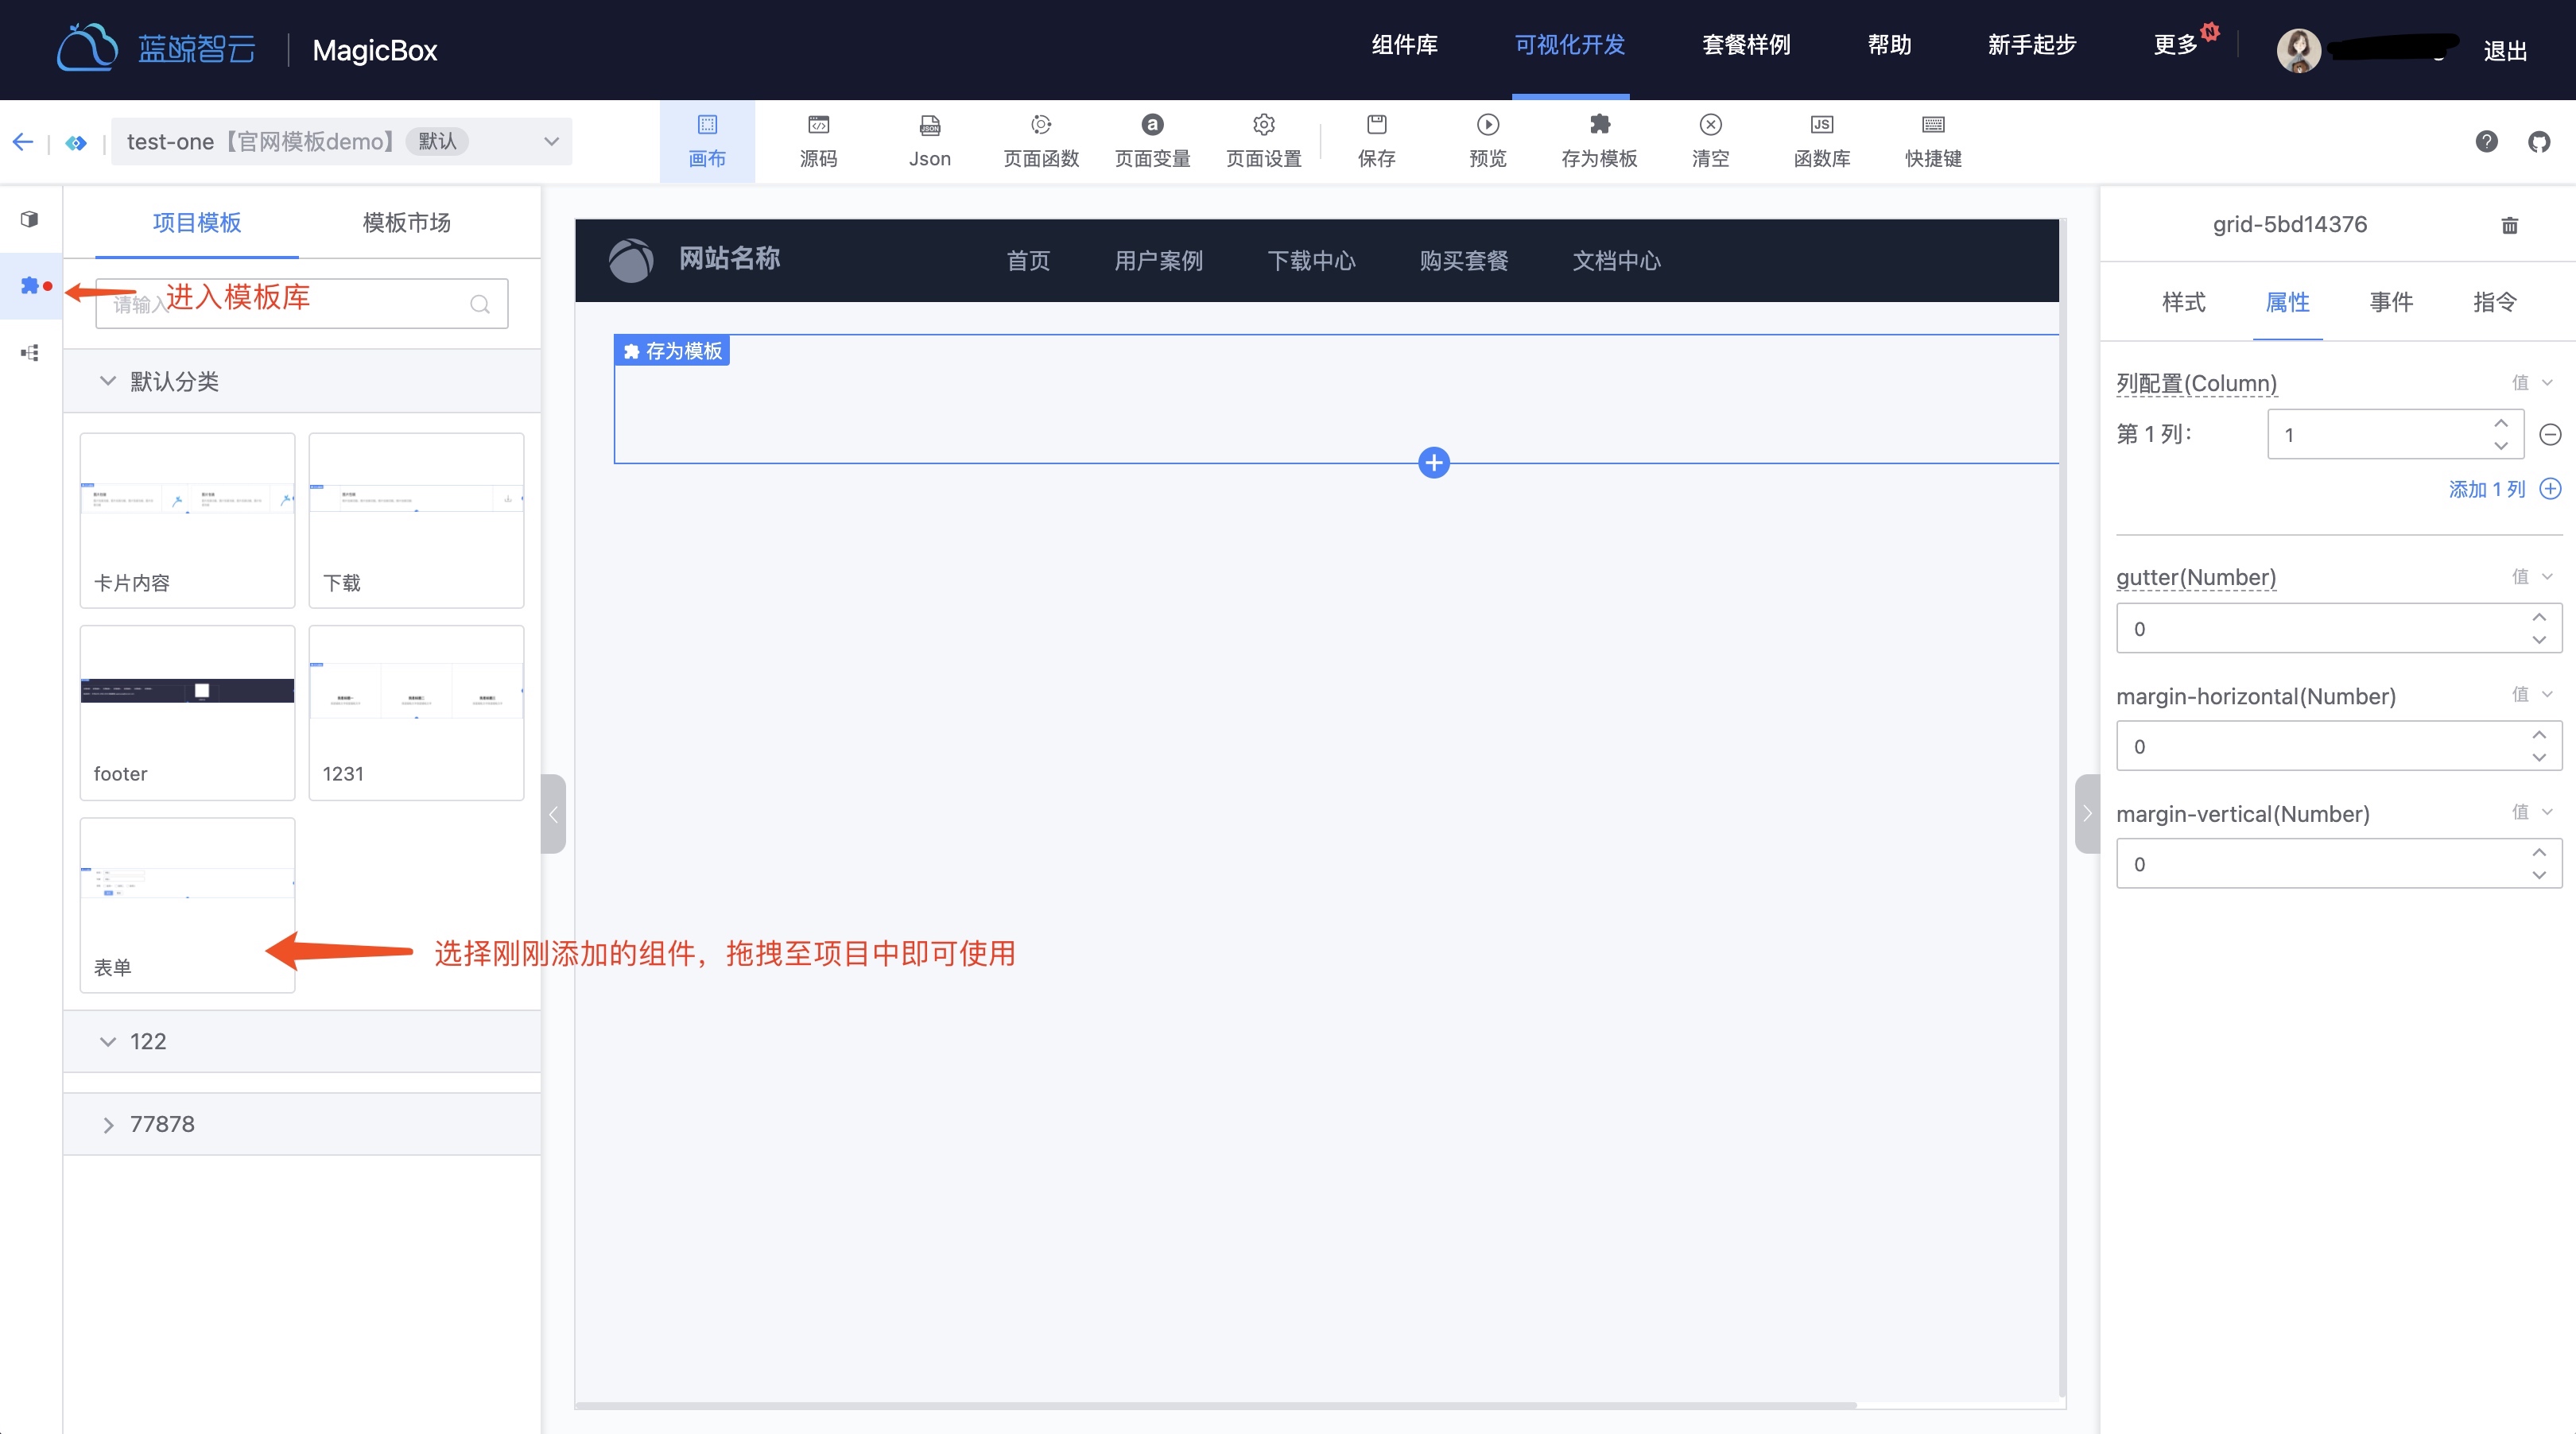 蓝鲸智云
MagicBox
组件库
可视化开发
套餐样例
帮助
新手起步
更多
N
退出
test-one【官网模板demo】 默认
画布
源码
Json
页面函数
页面变量
页面设置
保存
预览
存为模板
清空
函数库
快捷键
项目模板
模板市场
请输入
进入模板库
默认分类
卡片内容
下载
footer
1231
表单
选择刚刚添加的组件，拖拽至项目中即可使用
122
77878
网站名称
首页
用户案例
下载中心
购买套餐
文档中心
存为模板
grid-5bd14376
样式
属性
事件
指令
列配置(Column)
值
第 1 列：
1
添加 1 列
gutter(Number)
值
0
margin-horizontal(Number)
值
0
margin-vertical(Number)
值
0